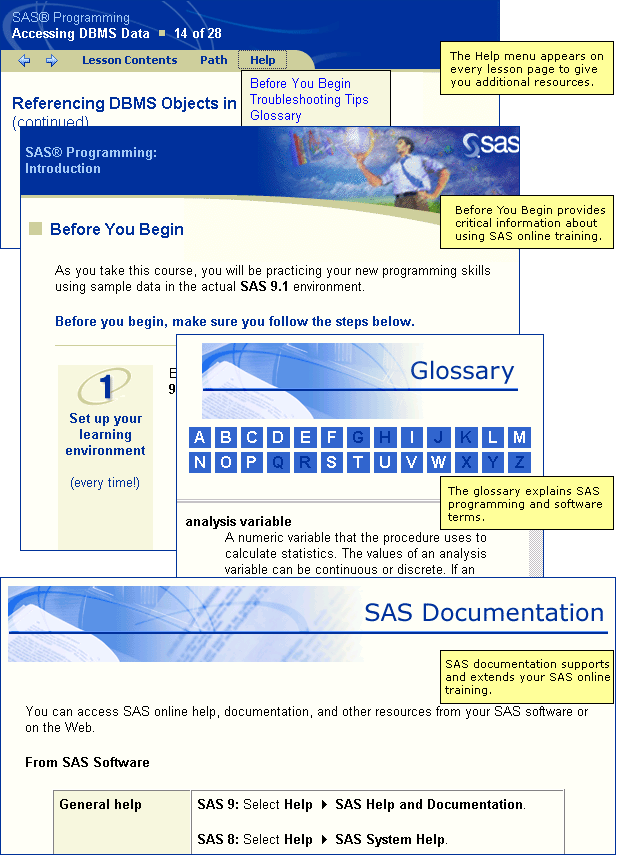 SAS® Programming
Accessing DBMS Data ■ 14 of 28
Lesson Contents Path Help
The Help menu appears on
every lesson page to give
you additional resources.
Before You Begin
Troubleshooting Tips
Glossary
Referencing DBMS Objects in
(continued)
SAS® Programming:
Introduction
sas
Before You Begin provides
critical information about
using SAS online training.
Before You Begin
As you take this course, you will be practicing your new programming skills
using sample data in the actual SAS 9.1 environment.
Before you begin, make sure you follow the steps below.
1
Set up your
learning
environment
(every time!)
E
9
Glossary
A B C D E F G H I J K L M
N O P Q R S T U V W X Y Z
The glossary explains SAS
programming and software
terms.
analysis variable
A numeric variable that the procedure uses to
calculate statistics. The values of an analysis
variable can be continuous or discrete. If an
SAS Documentation
SAS documentation supports
and extends your SAS online
training.
You can access SAS online help, documentation, and other resources from your SAS software or
on the Web.
From SAS Software
General help
SAS 9: Select Help ▶ SAS Help and Documentation.
SAS 8: Select Help ▶ SAS System Help.